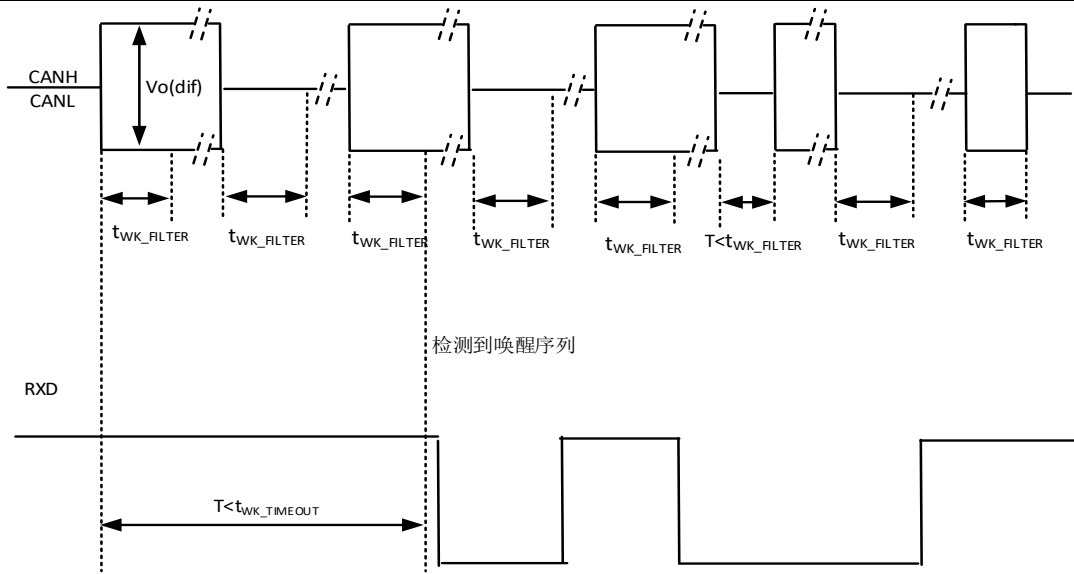 CANH
CANL
Vo(dif)
tWK_FILTER
tWK_FILTER
tWK_FILTER
tWK_FILTER
tWK_FILTER
T<tWK_FILTER
tWK_FILTER
tWK_FILTER
检测到唤醒序列
RXD
T<tWK_TIMEOUT